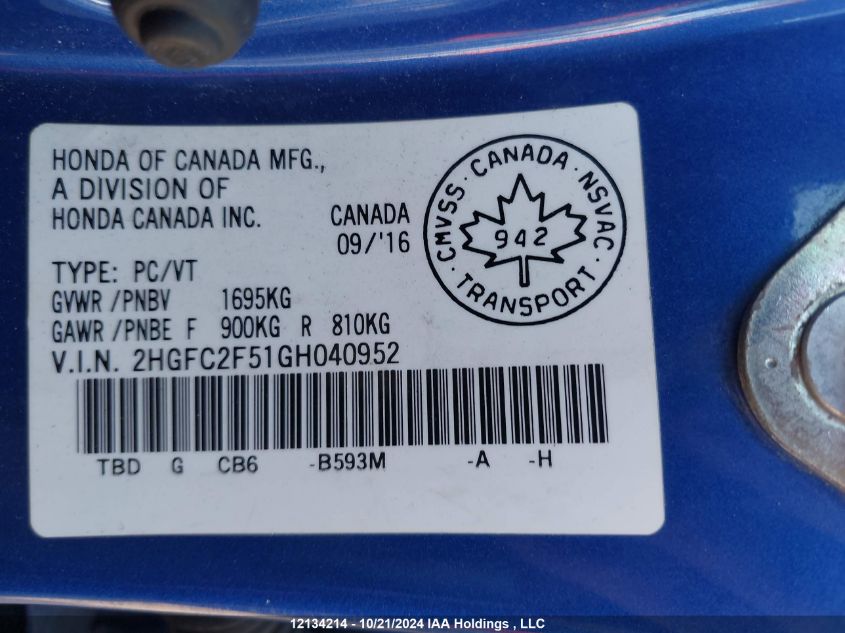 HONDA OF CANADA MFG.,
A DIVISION OF
HONDA CANADA INC.
CANADA
09/'16
CMVSS · CANADA · NSVAC · TRANSPORT ·
942
TYPE: PC/VT
GVWR /PNBV 1695KG
GAWR /PNBE F 900KG R 810KG
V.I.N. 2HGFC2F51GH040952
TBD G CB6 -B593M -A -H
12134214 - 10/21/2024 IAA Holdings , LLC